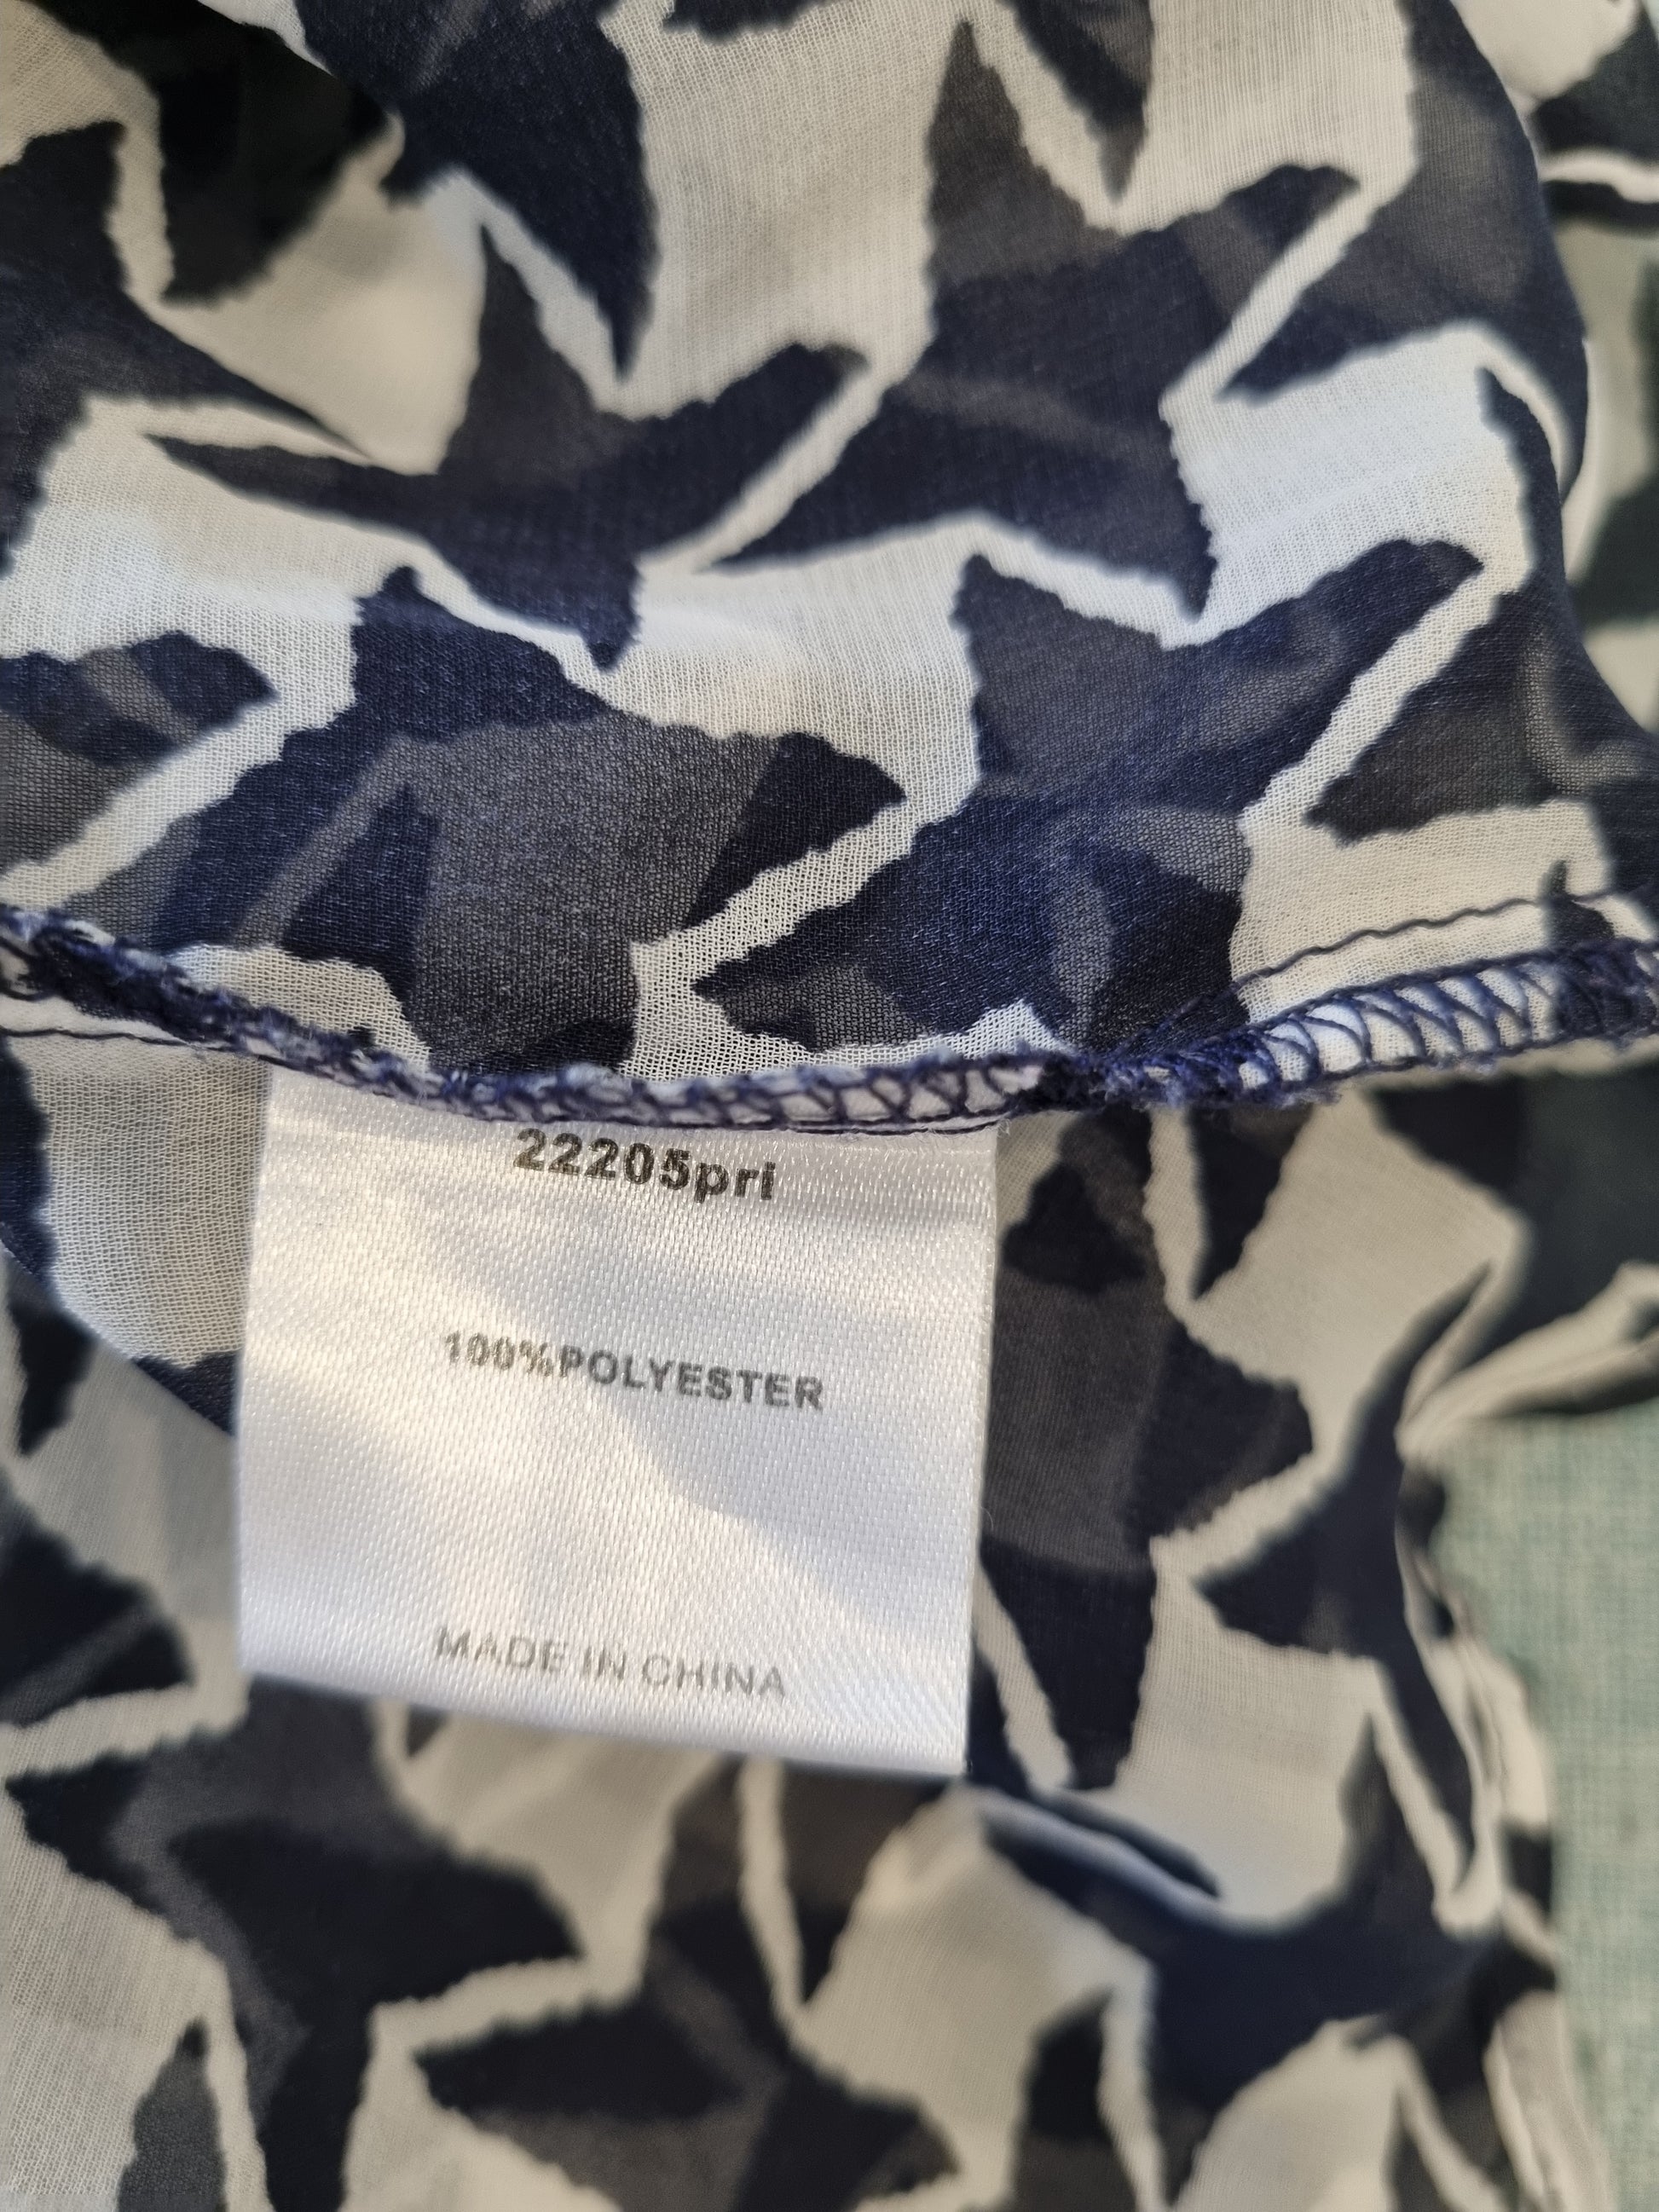 22205pri
100%POLYESTER
MADE IN CHINA